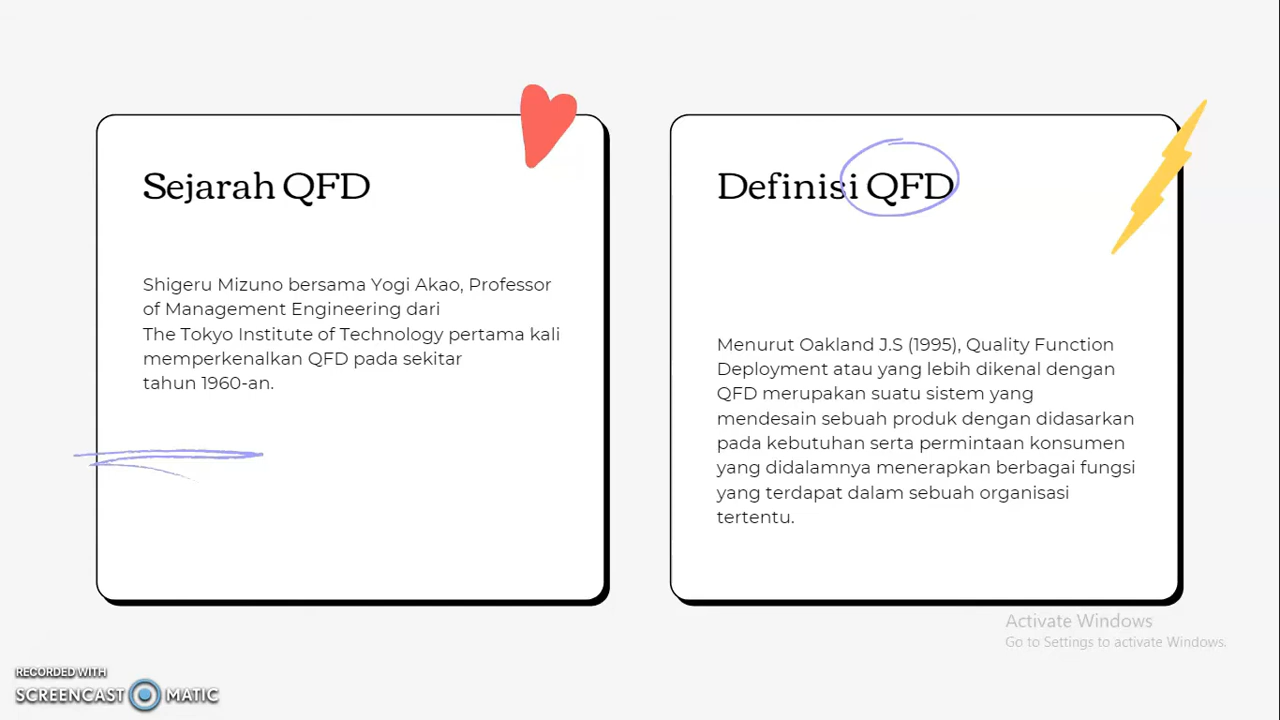 Sejarah QFD
Shigeru Mizuno bersama Yogi Akao, Professor
of Management Engineering dari
The Tokyo Institute of Technology pertama kali
memperkenalkan QFD pada sekitar
tahun 1960-an.
Definisi QFD
Menurut Oakland J.S (1995), Quality Function
Deployment atau yang lebih dikenal dengan
QFD merupakan suatu sistem yang
mendesain sebuah produk dengan didasarkan
pada kebutuhan serta permintaan konsumen
yang didalamnya menerapkan berbagai fungsi
yang terdapat dalam sebuah organisasi
tertentu.
Activate Windows
Go to Settings to activate Windows.
RECORDED WITH
SCREENCAST MATIC